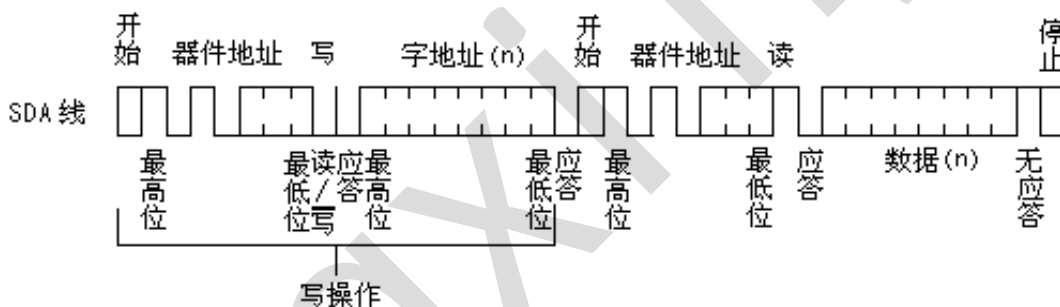 开始 器件地址 写 字地址(n) 开始 器件地址 读 停止
SDA 线
最高位 最低位 读/写 应答 最高位 最低位 应答 最高位 最低位 应答 数据(n) 无应答
写操作